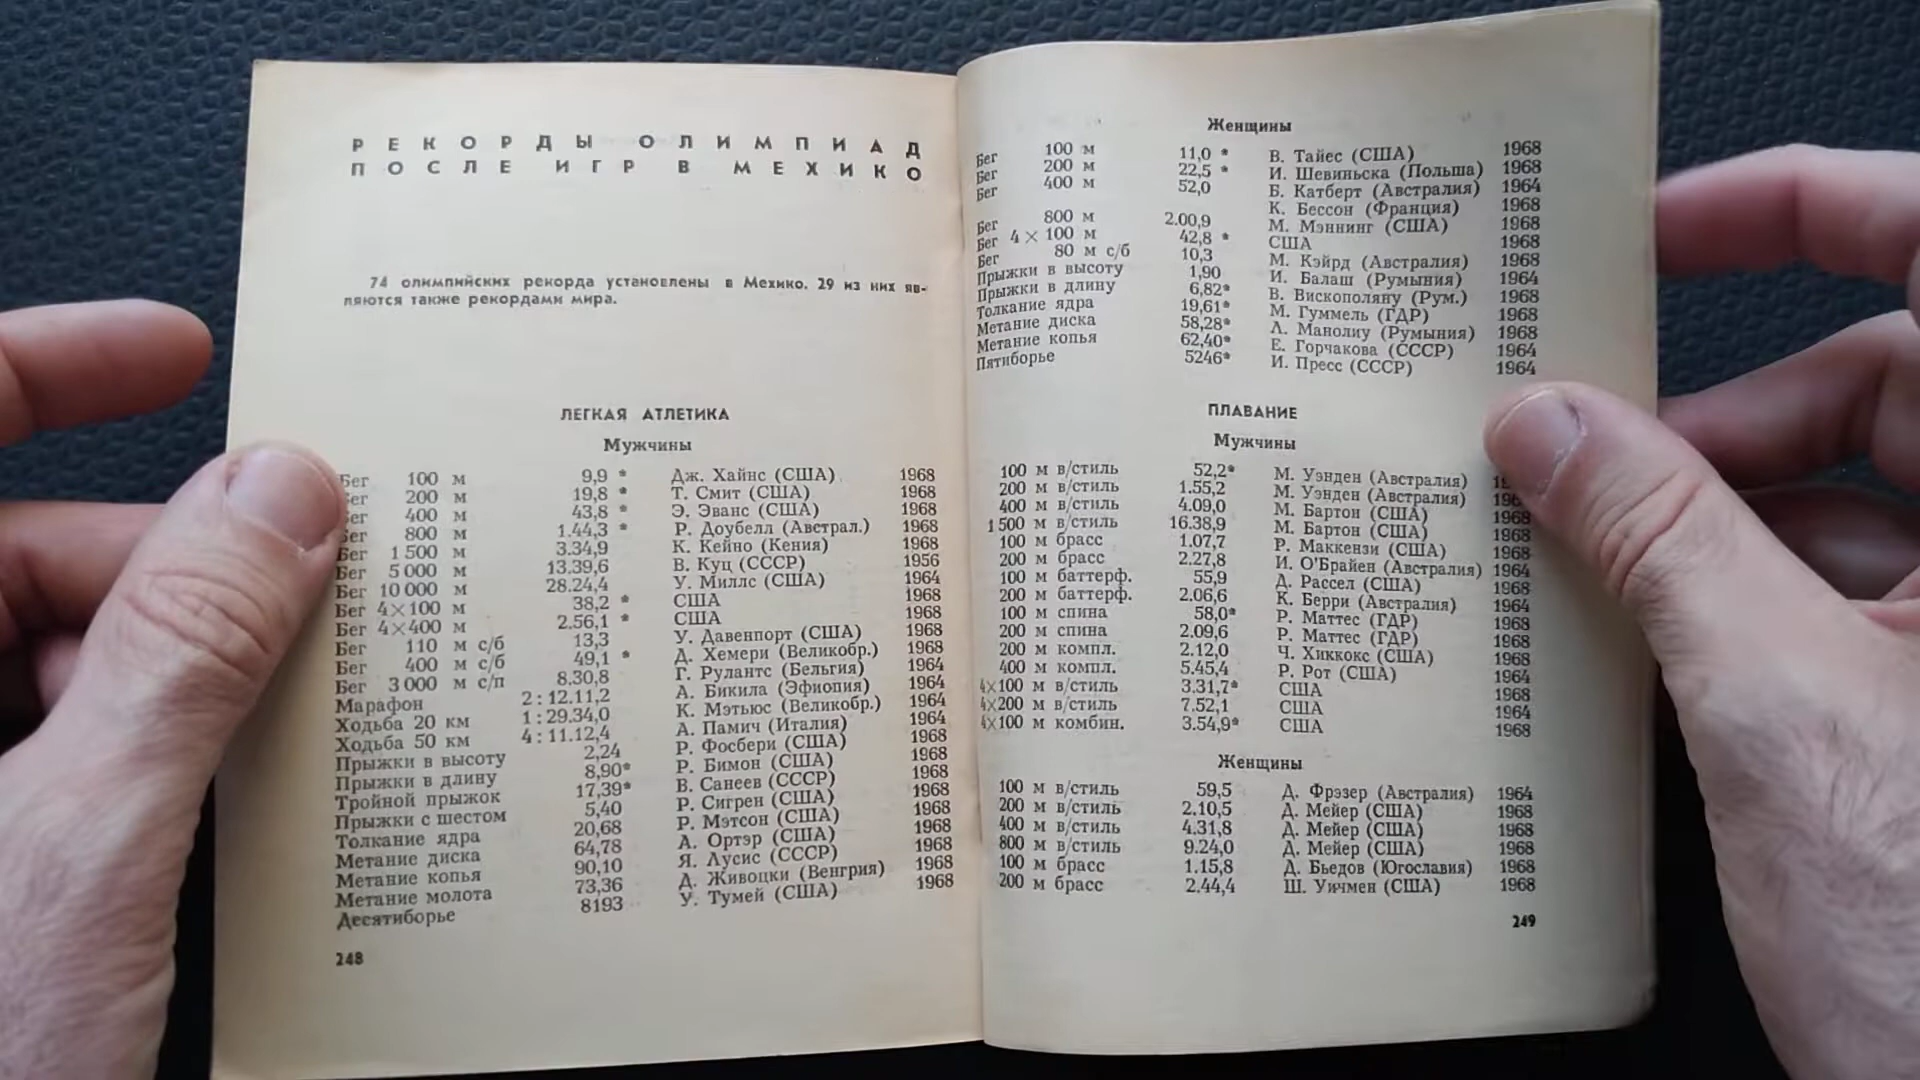 РЕКОРДЫ ОЛИМПИАД
ПОСЛЕ ИГР В МЕХИКО
74 олимпийских рекорда установлены в Мехико. 29 из них яв-
ляются также рекордами мира.
ЛЕГКАЯ АТЛЕТИКА
Мужчины
Бег 100 м 9,9 * Дж. Хайнс (США) 1968
Бег 200 м 19,8 * Т. Смит (США) 1968
Бег 400 м 43,8 * Э. Эванс (США) 1968
Бег 800 м 1.44,3 * Р. Доубелл (Австрал.) 1968
Бег 1 500 м 3.34,9 К. Кейно (Кения) 1968
Бег 5 000 м 13.39,6 В. Куц (СССР) 1956
Бег 10 000 м 28.24,4 У. Миллс (США) 1964
Бег 4×100 м 38,2 * США 1968
Бег 4×400 м 2.56,1 * США 1968
Бег 110 м с/б 13,3 У. Давенпорт (США) 1968
Бег 400 м с/б 49,1 * Д. Хемери (Великобр.) 1968
Бег 3 000 м с/п 8.30,8 Г. Рулантс (Бельгия) 1964
Марафон 2 : 12.11,2 А. Бикила (Эфиопия) 1964
Ходьба 20 км 1 : 29.34,0 К. Мэтьюс (Великобр.) 1964
Ходьба 50 км 4 : 11.12,4 А. Памич (Италия) 1964
Прыжки в высоту 2,24 Р. Фосбери (США) 1968
Прыжки в длину 8,90* Р. Бимон (США) 1968
Тройной прыжок 17,39* В. Санеев (СССР) 1968
Прыжки с шестом 5,40 Р. Сигрен (США) 1968
Толкание ядра 20,68 Р. Мэтсон (США) 1968
Метание диска 64,78 А. Ортэр (США) 1968
Метание копья 90,10 Я. Лусис (СССР) 1968
Метание молота 73,36 Д. Живоцки (Венгрия) 1968
Десятиборье 8193 У. Тумей (США) 1968
248
Женщины
Бег 100 м 11,0 * В. Тайес (США) 1968
Бег 200 м 22,5 * И. Шевиньска (Польша) 1968
Бег 400 м 52,0 Б. Катберт (Австралия) 1964
К. Бессон (Франция) 1968
Бег 800 м 2.00,9 М. Мэннинг (США) 1968
Бег 4 × 100 м 42,8 * США 1968
Бег 80 м с/б 10,3 М. Кэйрд (Австралия) 1968
Прыжки в высоту 1,90 И. Балаш (Румыния) 1964
Прыжки в длину 6,82* В. Вискополяну (Рум.) 1968
Толкание ядра 19,61* М. Гуммель (ГДР) 1968
Метание диска 58,28* Л. Манолиу (Румыния) 1968
Метание копья 62,40* Е. Горчакова (СССР) 1964
Пятиборье 5246* И. Пресс (СССР) 1964
ПЛАВАНИЕ
Мужчины
100 м в/стиль 52,2* М. Уэнден (Австралия)
200 м в/стиль 1.55,2 М. Уэнден (Австралия)
400 м в/стиль 4.09,0 М. Бартон (США) 1968
1 500 м в/стиль 16.38,9 М. Бартон (США) 1968
100 м брасс 1.07,7 Р. Маккензи (США) 1968
200 м брасс 2.27,8 И. О'Брайен (Австралия) 1964
100 м баттерф. 55,9 Д. Рассел (США) 1968
200 м баттерф. 2.06,6 К. Берри (Австралия) 1964
100 м спина 58,0* Р. Маттес (ГДР) 1968
200 м спина 2.09,6 Р. Маттес (ГДР) 1968
200 м компл. 2.12,0 Ч. Хиккокс (США) 1968
400 м компл. 5.45,4 Р. Рот (США) 1964
4×100 м в/стиль 3.31,7* США 1968
4×200 м в/стиль 7.52,1 США 1964
4×100 м комбин. 3.54,9* США 1968
Женщины
100 м в/стиль 59,5 Д. Фрэзер (Австралия) 1964
200 м в/стиль 2.10,5 Д. Мейер (США) 1968
400 м в/стиль 4.31,8 Д. Мейер (США) 1968
800 м в/стиль 9.24,0 Д. Мейер (США) 1968
100 м брасс 1.15,8 Д. Бьедов (Югославия) 1968
200 м брасс 2.44,4 Ш. Уичмен (США) 1968
249